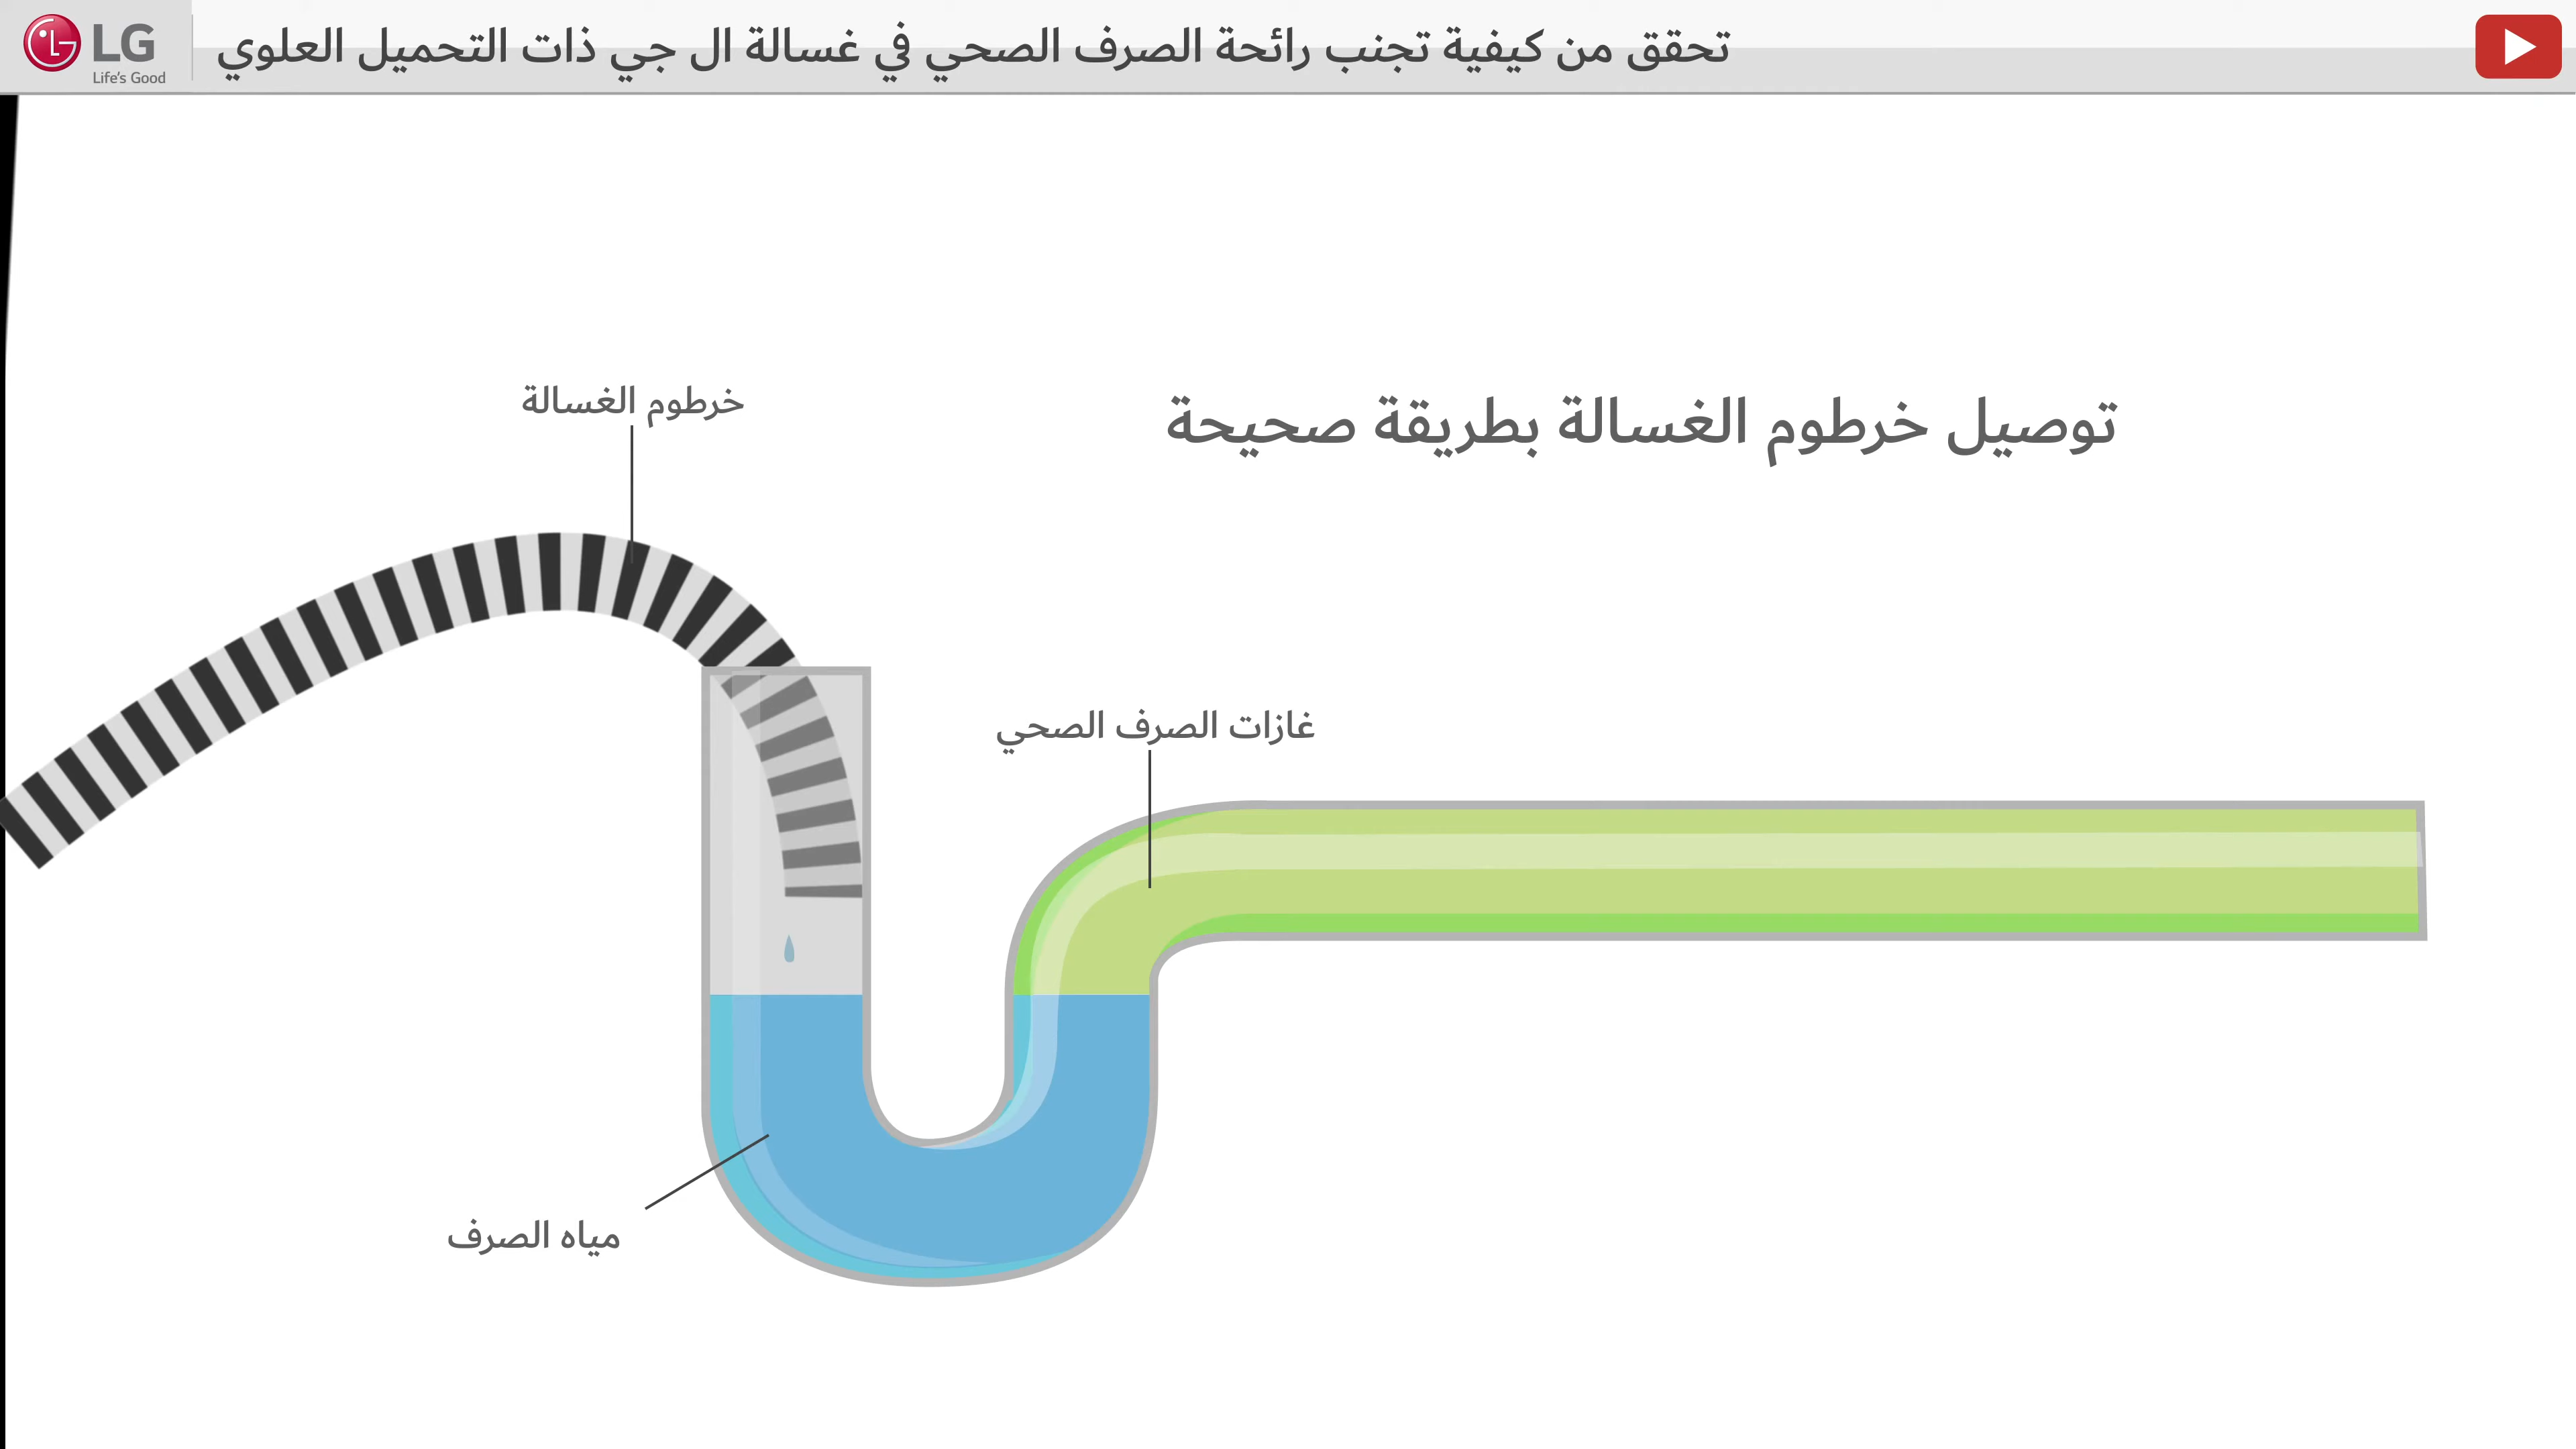 LG
Life's Good
تحقق من كيفية تجنب رائحة الصرف الصحي في غسالة ال جي ذات التحميل العلوي
خرطوم الغسالة
توصيل خرطوم الغسالة بطريقة صحيحة
غازات الصرف الصحي
مياه الصرف